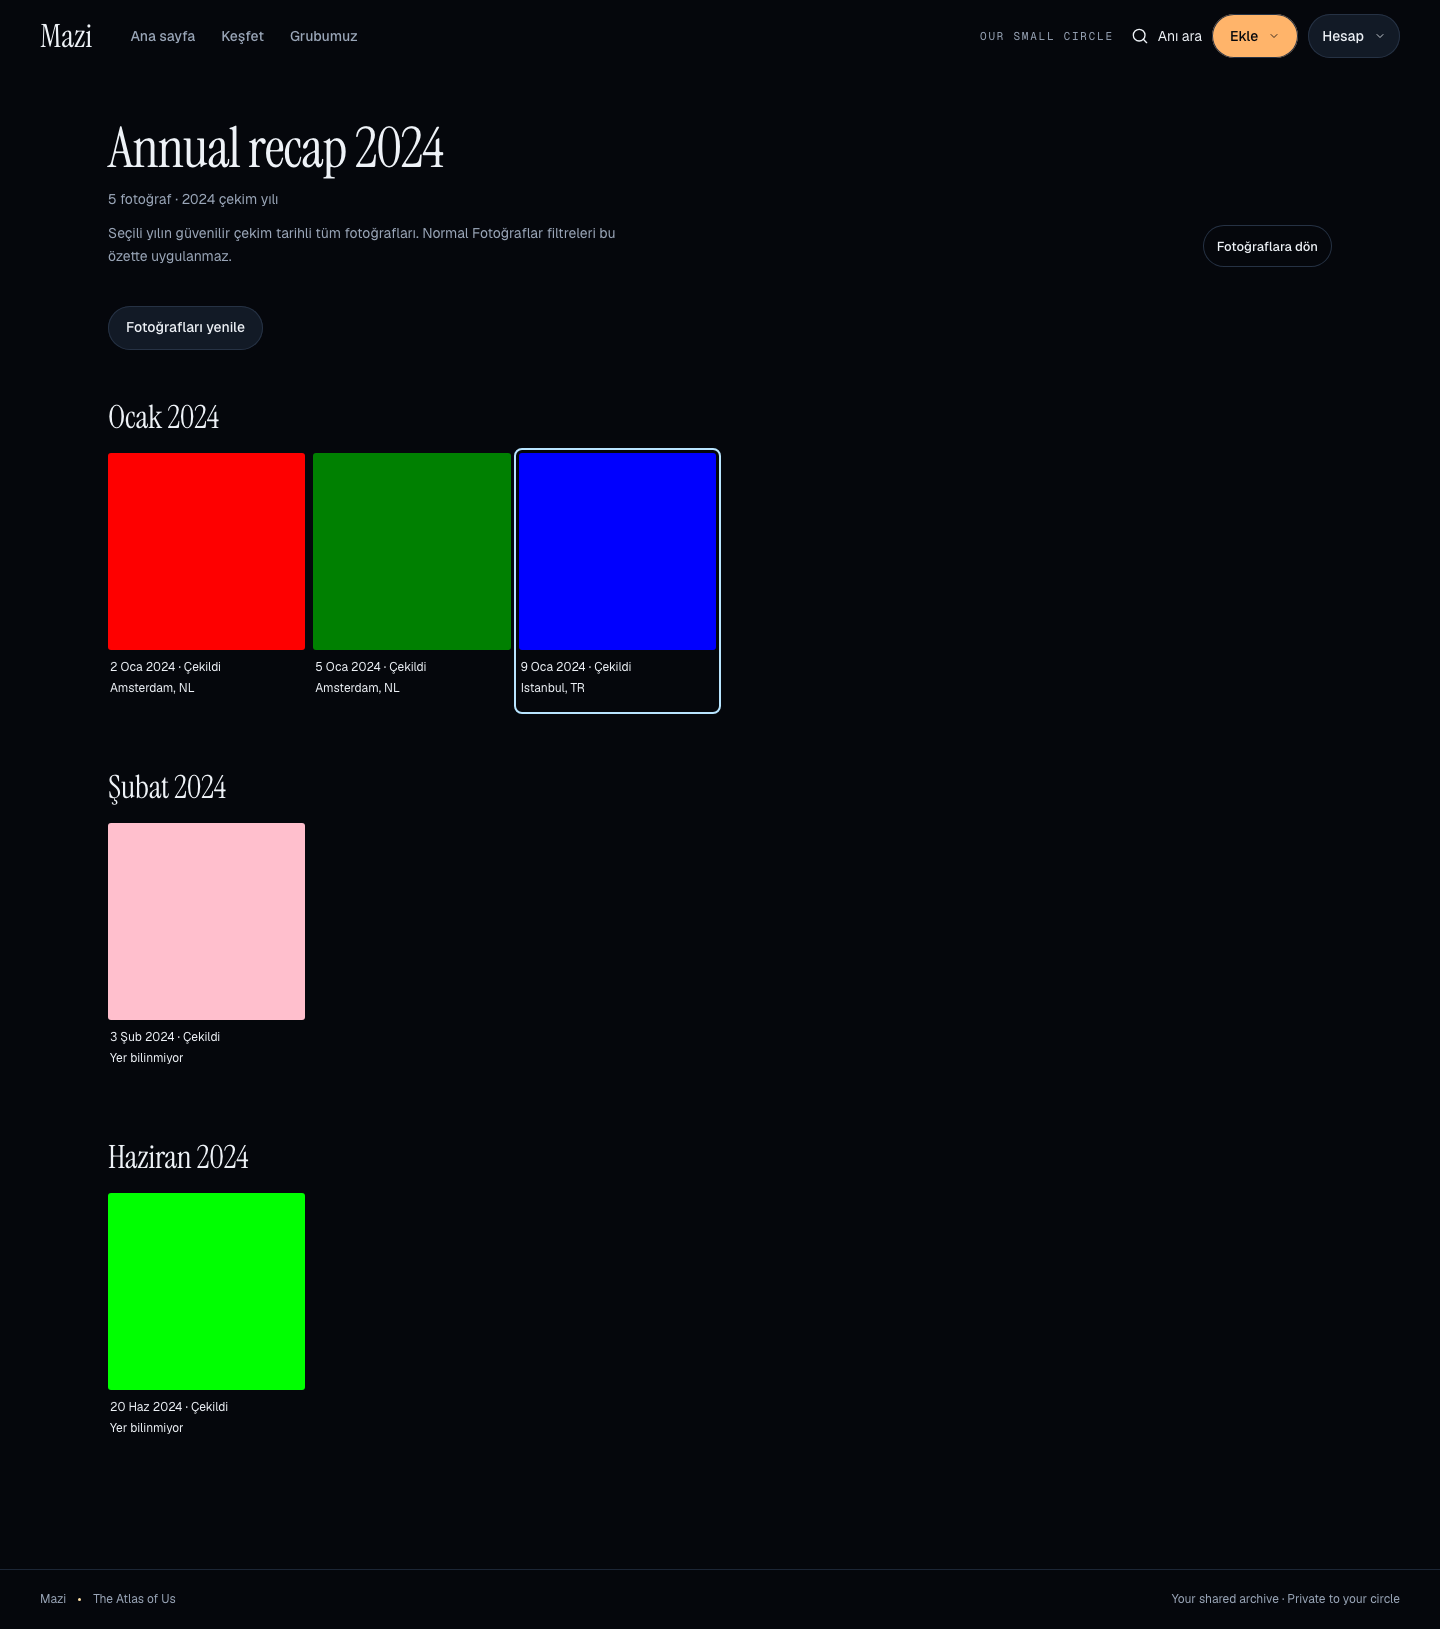 Mazi
Ana sayfa
Keşfet
Grubumuz
OUR SMALL CIRCLE
Anı ara
Ekle
Hesap
Annual recap 2024
5 fotoğraf · 2024 çekim yılı
Seçili yılın güvenilir çekim tarihli tüm fotoğrafları. Normal Fotoğraflar filtreleri bu
özette uygulanmaz.
Fotoğraflara dön
Fotoğrafları yenile
Ocak 2024
2 Oca 2024 · Çekildi
Amsterdam, NL
5 Oca 2024 · Çekildi
Amsterdam, NL
9 Oca 2024 · Çekildi
Istanbul, TR
Şubat 2024
3 Şub 2024 · Çekildi
Yer bilinmiyor
Haziran 2024
20 Haz 2024 · Çekildi
Yer bilinmiyor
Mazi • The Atlas of Us
Your shared archive · Private to your circle